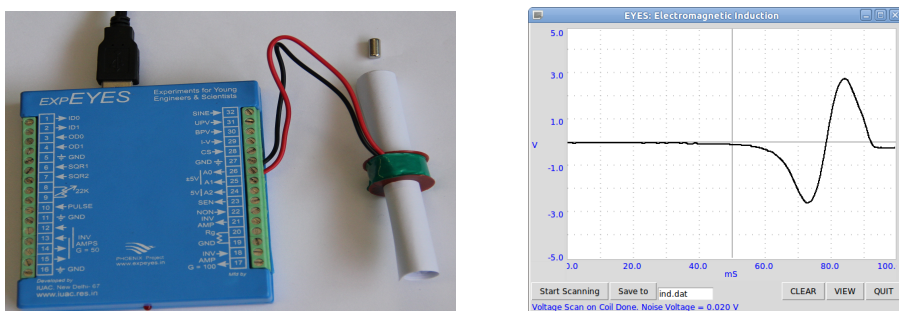 EXPEYES
Experiments for Young
Engineers & Scientists
1 ID0
2 ID1
3 OD0
4 OD1
5 GND
6 SQR1
7 SQR2
8
9
22K
10 PULSE
11 GND
12
13
14
15
INV
AMPS
G = 50
16 GND
SINE 32
UPV 31
BPV 30
I-V 29
CS 28
GND 27
±5V
A0 26
A1 25
5V A2 24
SEN 23
NON 22
INV
AMP 21
Rg 20
GND 19
INV 18
AMP
G = 100 17
PHOENIX Project
www.expeyes.in
Developed by
IUAC, New Delhi- 67
www.iuac.res.in
EYES: Electromagnetic Induction
5.0
3.0
1.0
V
-1.0
-3.0
-5.0
0.0 20.0 40.0 60.0 80.0 100.
mS
Start Scanning Save to ind.dat CLEAR VIEW QUIT
Voltage Scan on Coil Done. Noise Voltage = 0.020 V